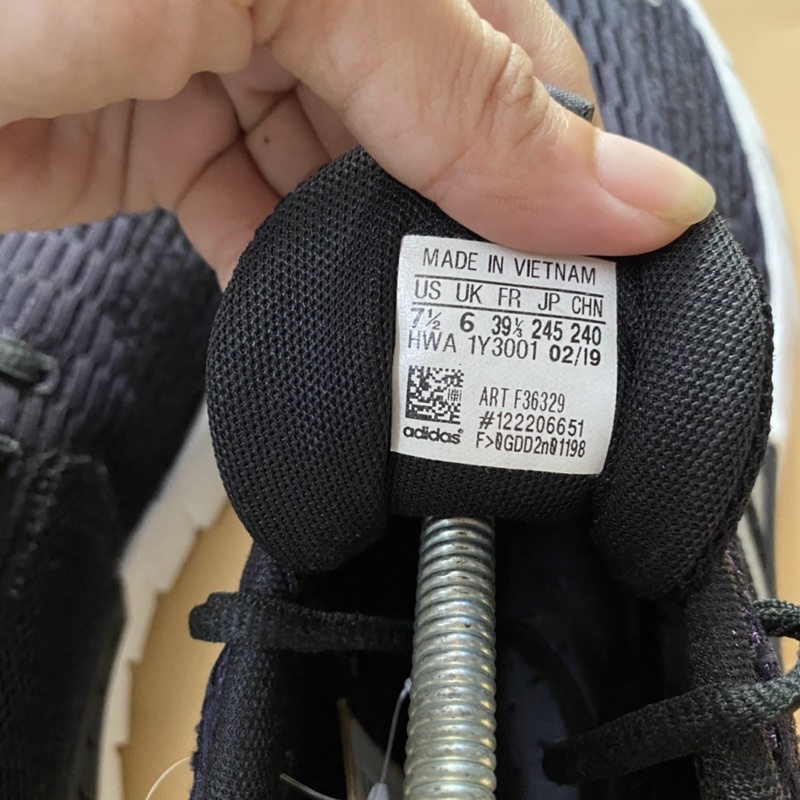 MADE IN VIETNAM
US UK FR JP CHN
7½ 6 39⅓ 245 240
HWA 1Y3001 02/19
ART F36329
#122206651
adidas
F>0GDD2n01198